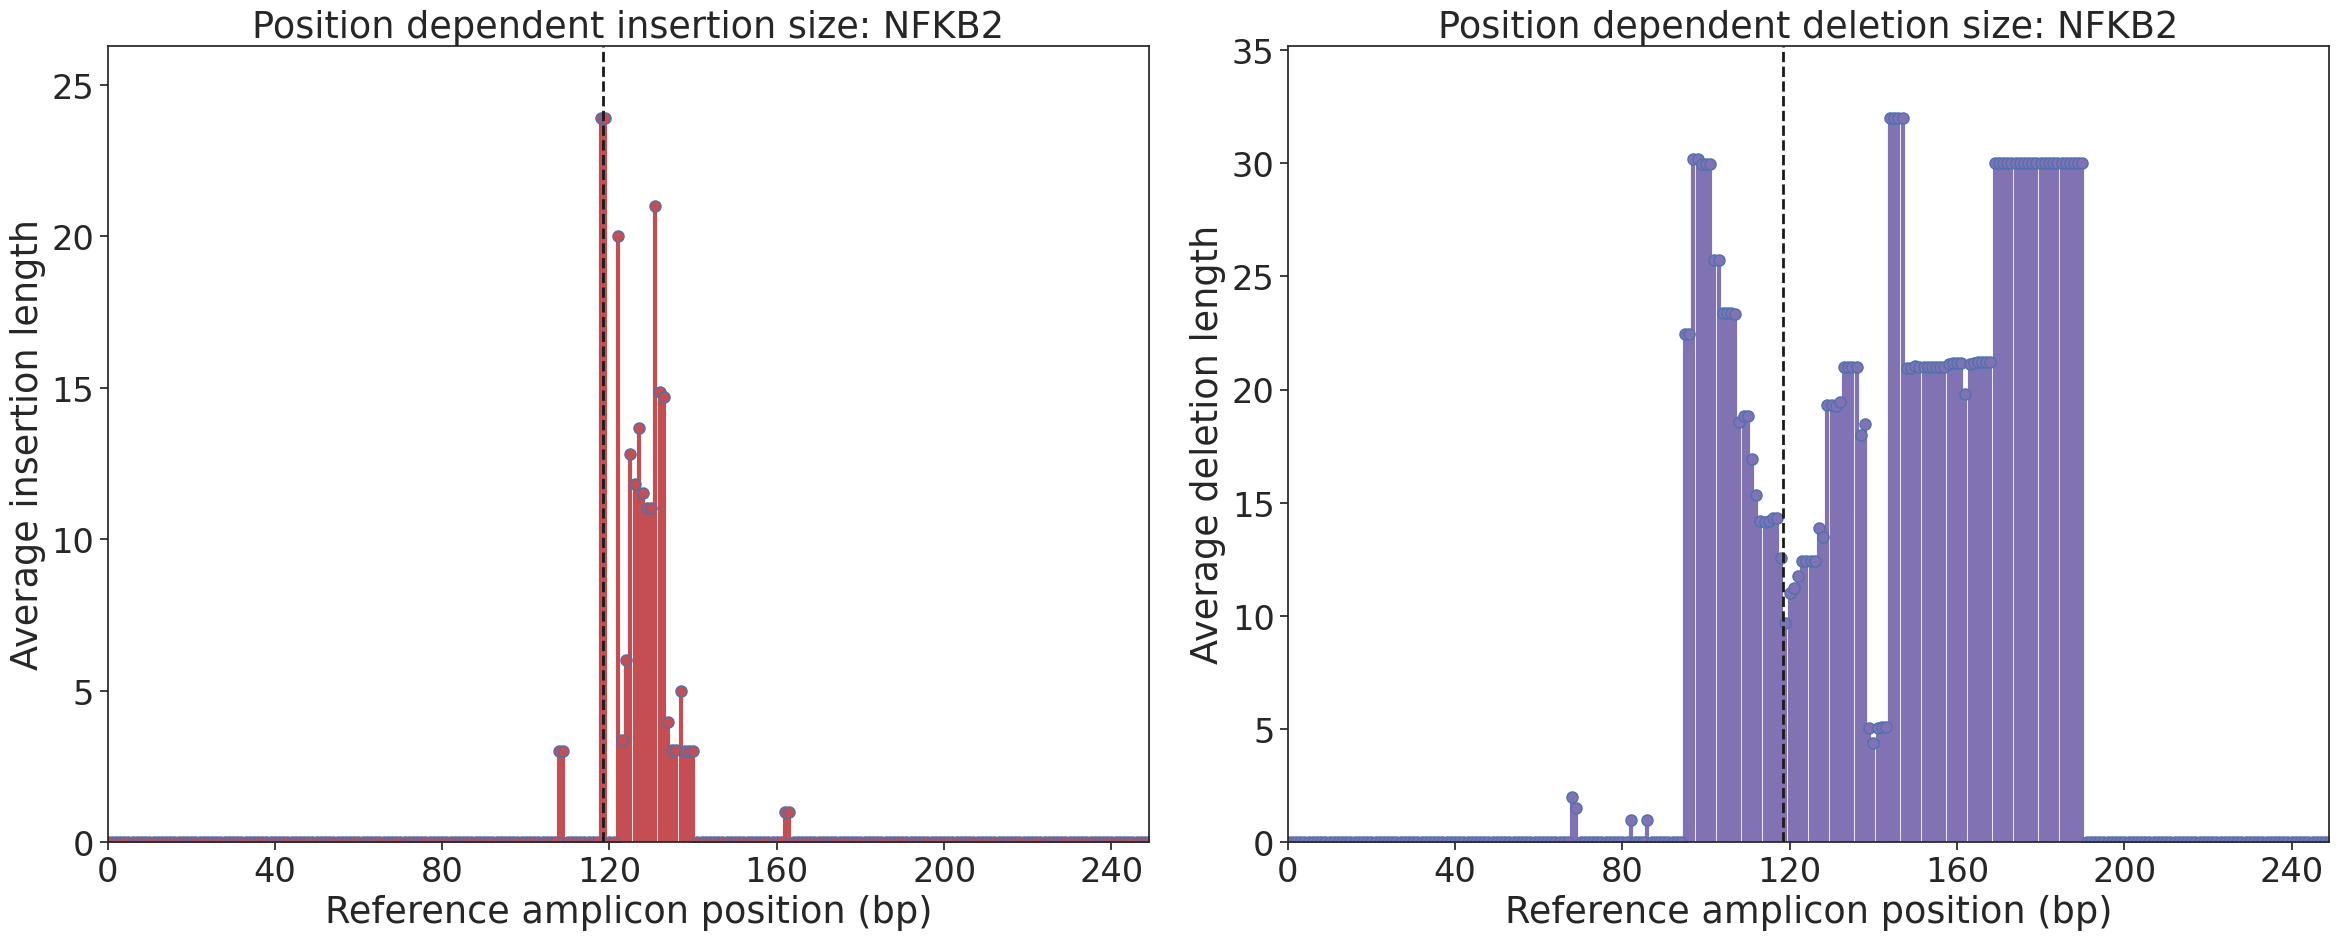 Position dependent insertion size: NFKB2
25
20
15
10
5
0
Average insertion length
0 40 80 120 160 200 240
Reference amplicon position (bp)
Position dependent deletion size: NFKB2
35
30
25
20
15
10
5
0
Average deletion length
0 40 80 120 160 200 240
Reference amplicon position (bp)